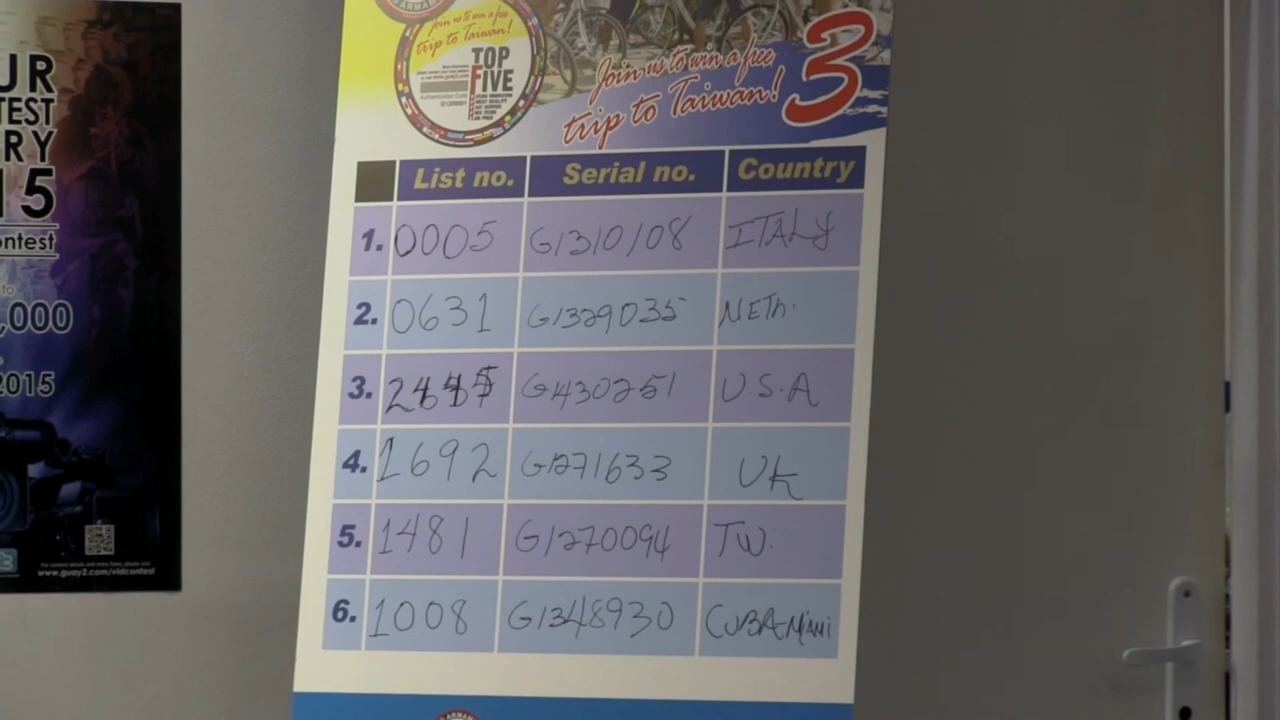 UR
TEST
RY
15
ontest
to
,000
2015
www.guay2.com/vidcontest
ARMAN
Join us to win a free
trip to Taiwan!
TOP
FIVE
Join us to win a free
trip to Taiwan!
3
List no. Serial no. Country
1. 0005 G1310108 ITALY
2. 0631 G1329035 NETh.
3. G430251 U.S.A
4. 1692 G1271633 UK
5. 1481 G1270094 TW.
6. 1008 G1348930 CUBA-MiAMi